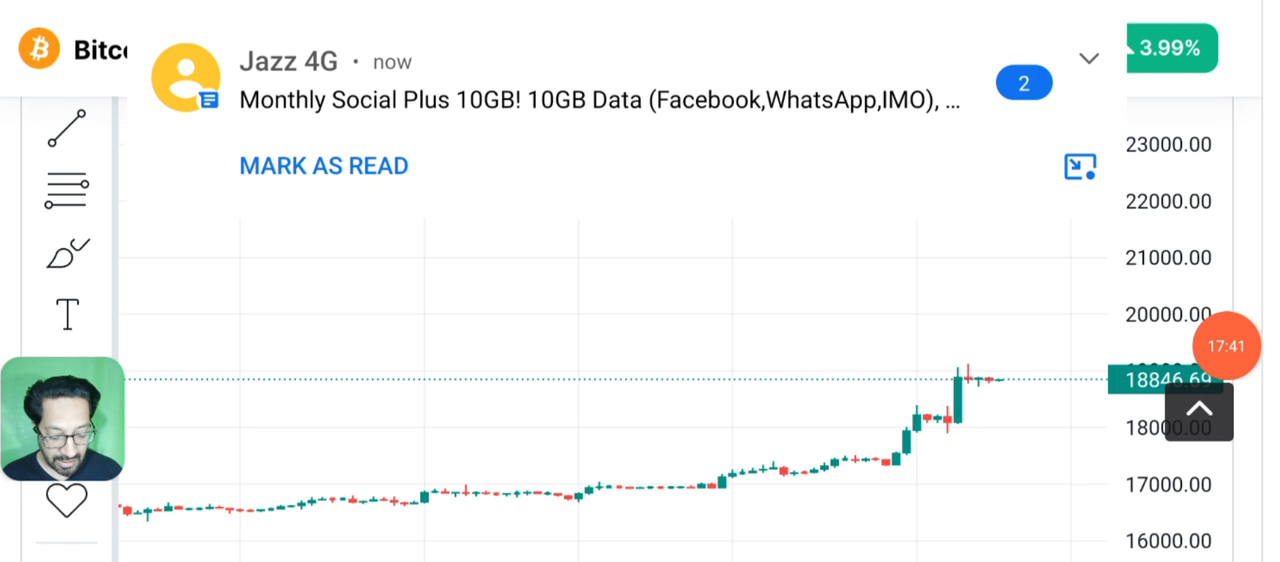 Bitc
Jazz 4G • now
2
3.99%
Monthly Social Plus 10GB! 10GB Data (Facebook,WhatsApp,IMO), ...
MARK AS READ
T
23000.00
22000.00
21000.00
20000.00
17:41
18846.69
18000.00
17000.00
16000.00